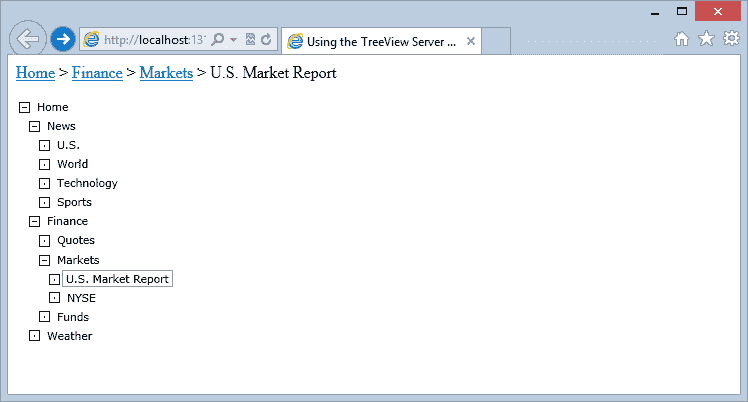 http://localhost:131
Using the TreeView Server ...
Home > Finance > Markets > U.S. Market Report
Home
News
U.S.
World
Technology
Sports
Finance
Quotes
Markets
U.S. Market Report
NYSE
Funds
Weather